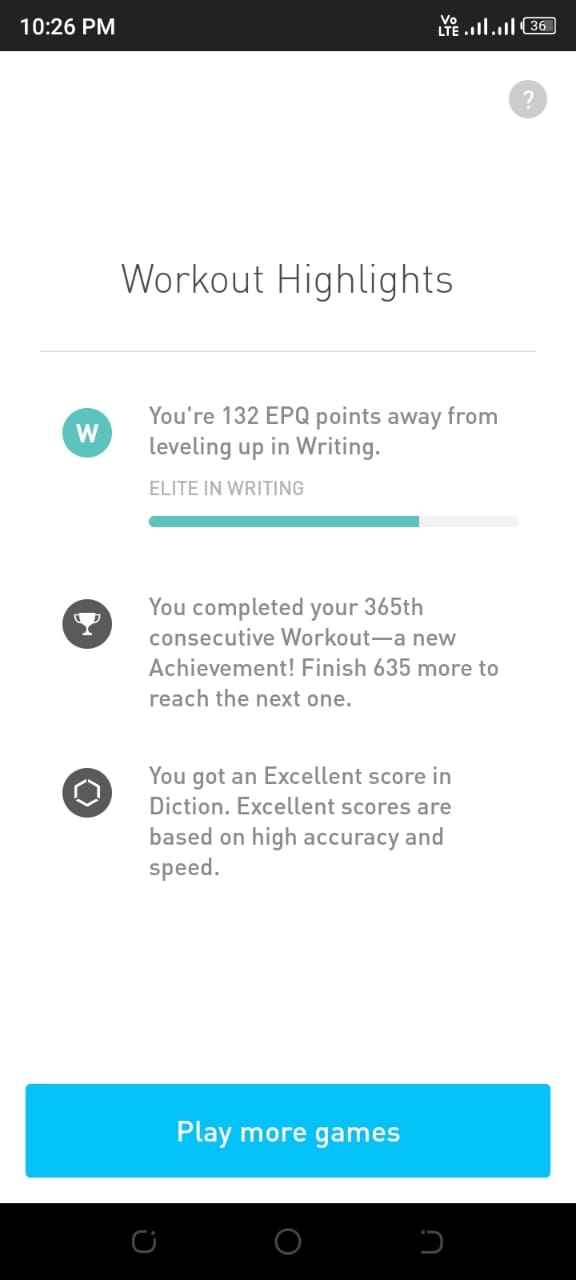 10:26 PM
Vo
LTE
36
?
Workout Highlights
W
You're 132 EPQ points away from
leveling up in Writing.
ELITE IN WRITING
You completed your 365th
consecutive Workout—a new
Achievement! Finish 635 more to
reach the next one.
You got an Excellent score in
Diction. Excellent scores are
based on high accuracy and
speed.
Play more games